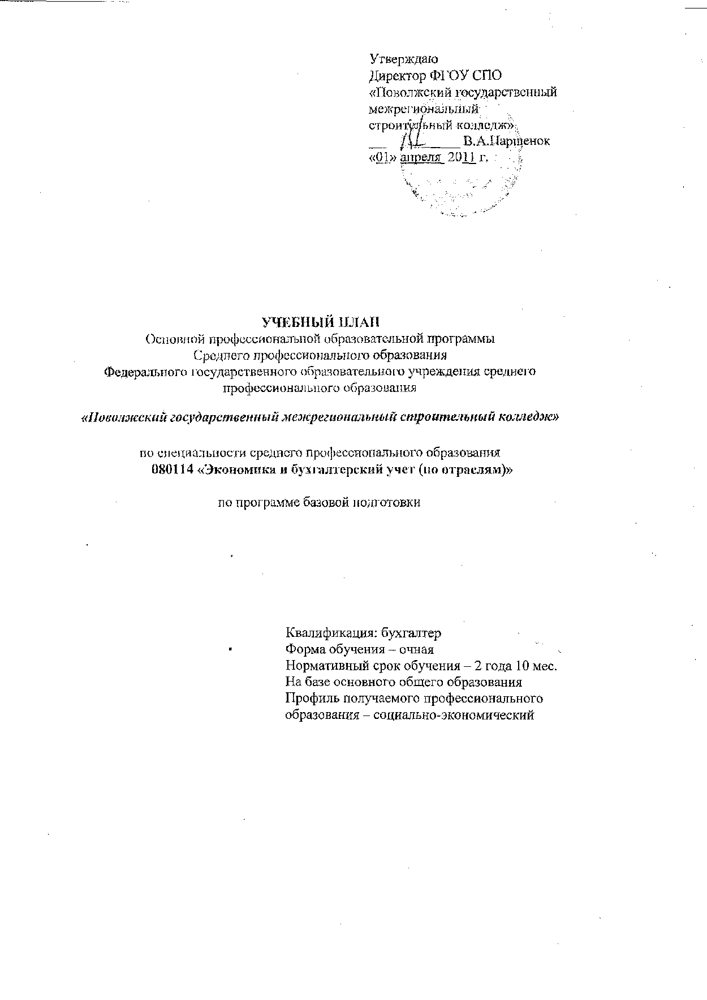 Утверждаю
Директор ФГОУ СПО
«Поволжский государственный
межрегиональный
строительный колледж»
В.А.Паршенок
«01» апреля 2011 г.
УЧЕБНЫЙ ПЛАН
Основной профессиональной образовательной программы
Среднего профессионального образования
Федерального государственного образовательного учреждения среднего
профессионального образования
«Поволжский государственный межрегиональный строительный колледж»
по специальности среднего профессионального образования
080114 «Экономика и бухгалтерский учет (по отраслям)»
по программе базовой подготовки
Квалификация: бухгалтер
Форма обучения – очная
Нормативный срок обучения – 2 года 10 мес.
На базе основного общего образования
Профиль получаемого профессионального
образования – социально-экономический